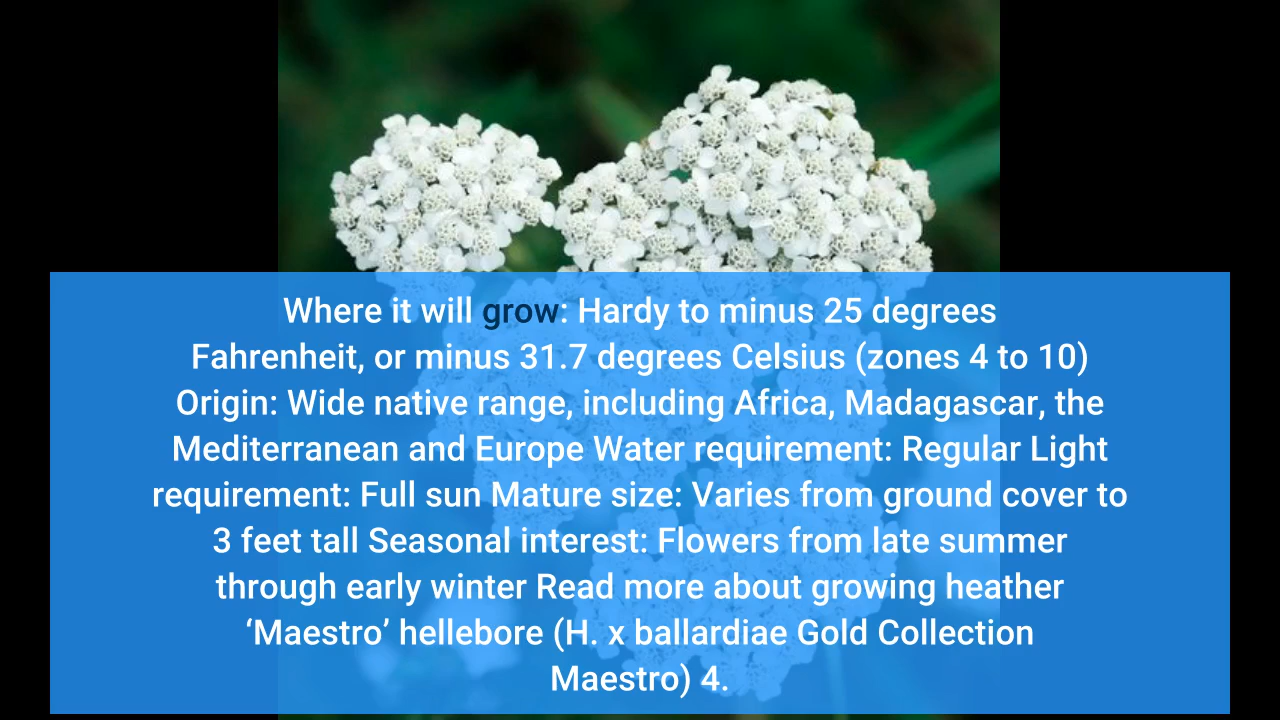 Where it will grow: Hardy to minus 25 degrees
Fahrenheit, or minus 31.7 degrees Celsius (zones 4 to 10)
Origin: Wide native range, including Africa, Madagascar, the
Mediterranean and Europe Water requirement: Regular Light
requirement: Full sun Mature size: Varies from ground cover to
3 feet tall Seasonal interest: Flowers from late summer
through early winter Read more about growing heather
‘Maestro’ hellebore (H. x ballardiae Gold Collection
Maestro) 4.